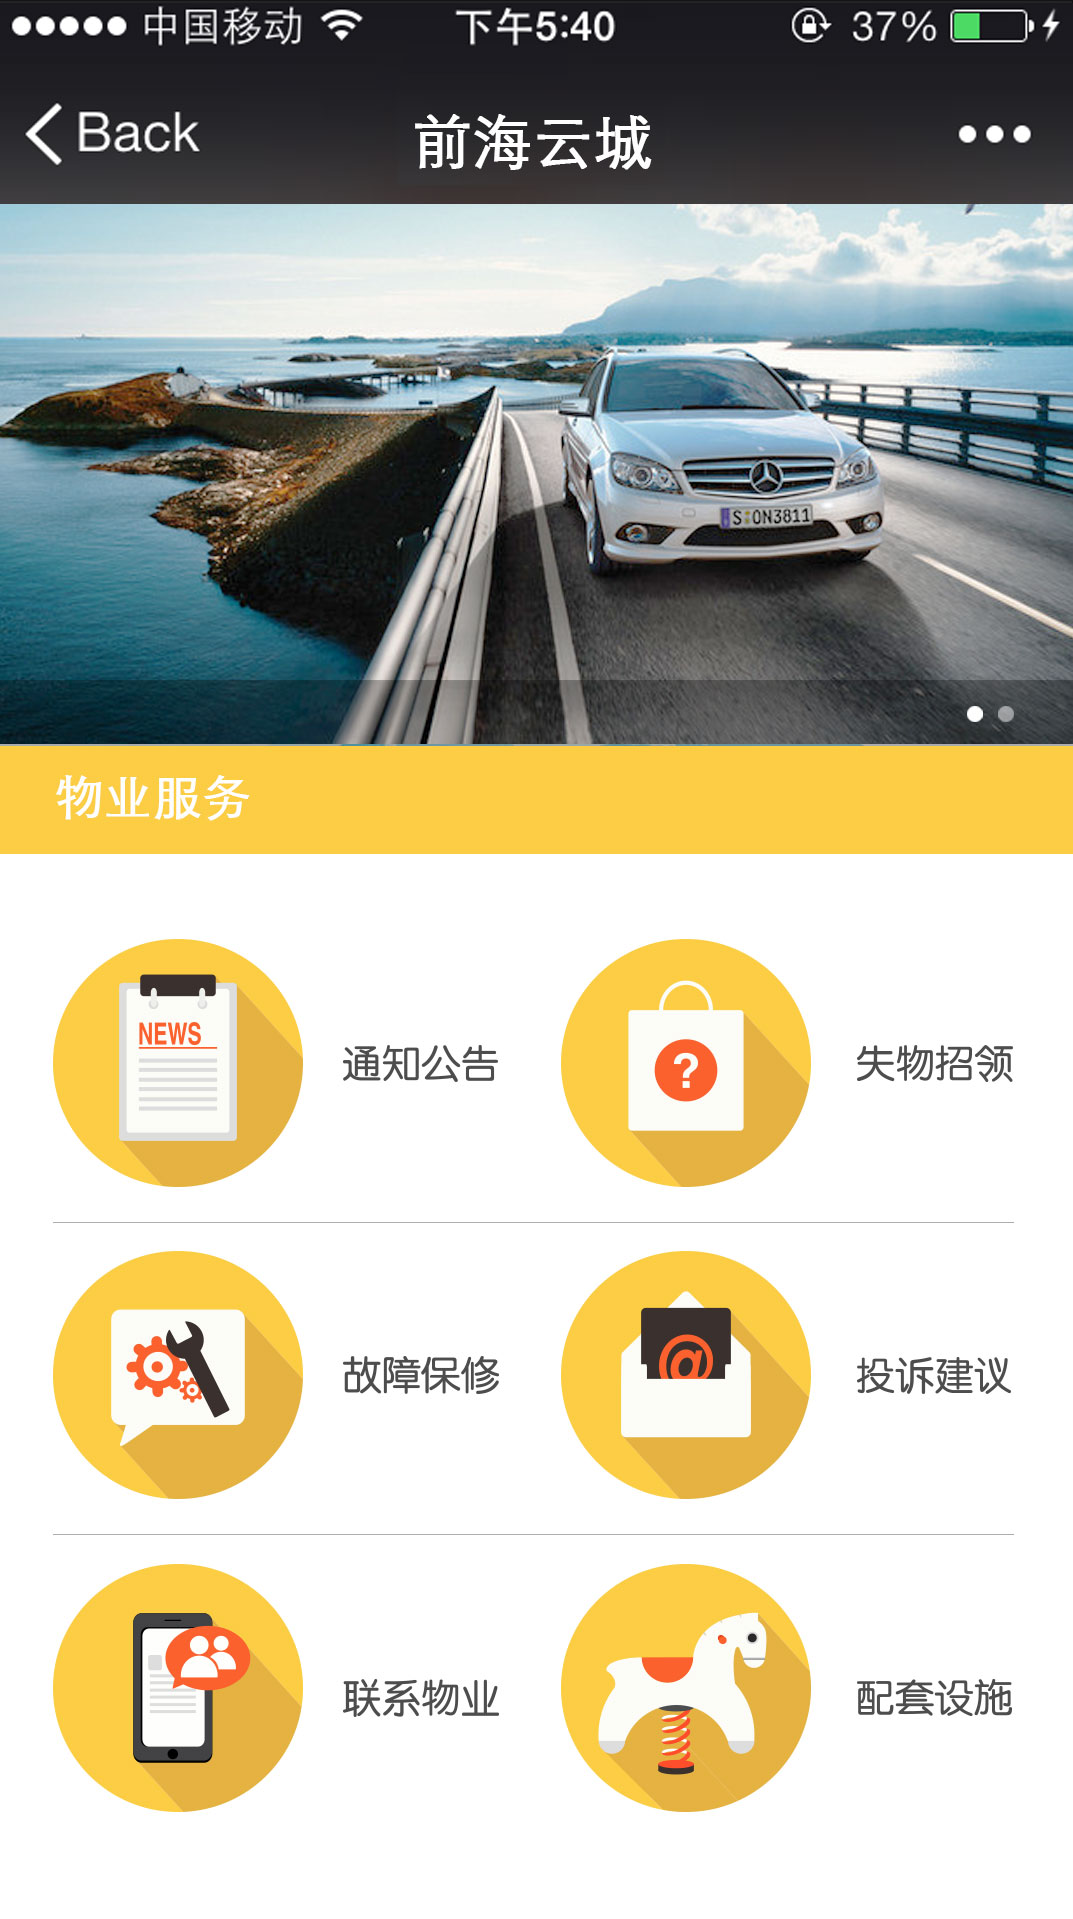 中国移动 下午5:40 37%
Back 前海云城
S ON3811
物业服务
NEWS
通知公告
?
失物招领
故障保修
@
投诉建议
联系物业
配套设施